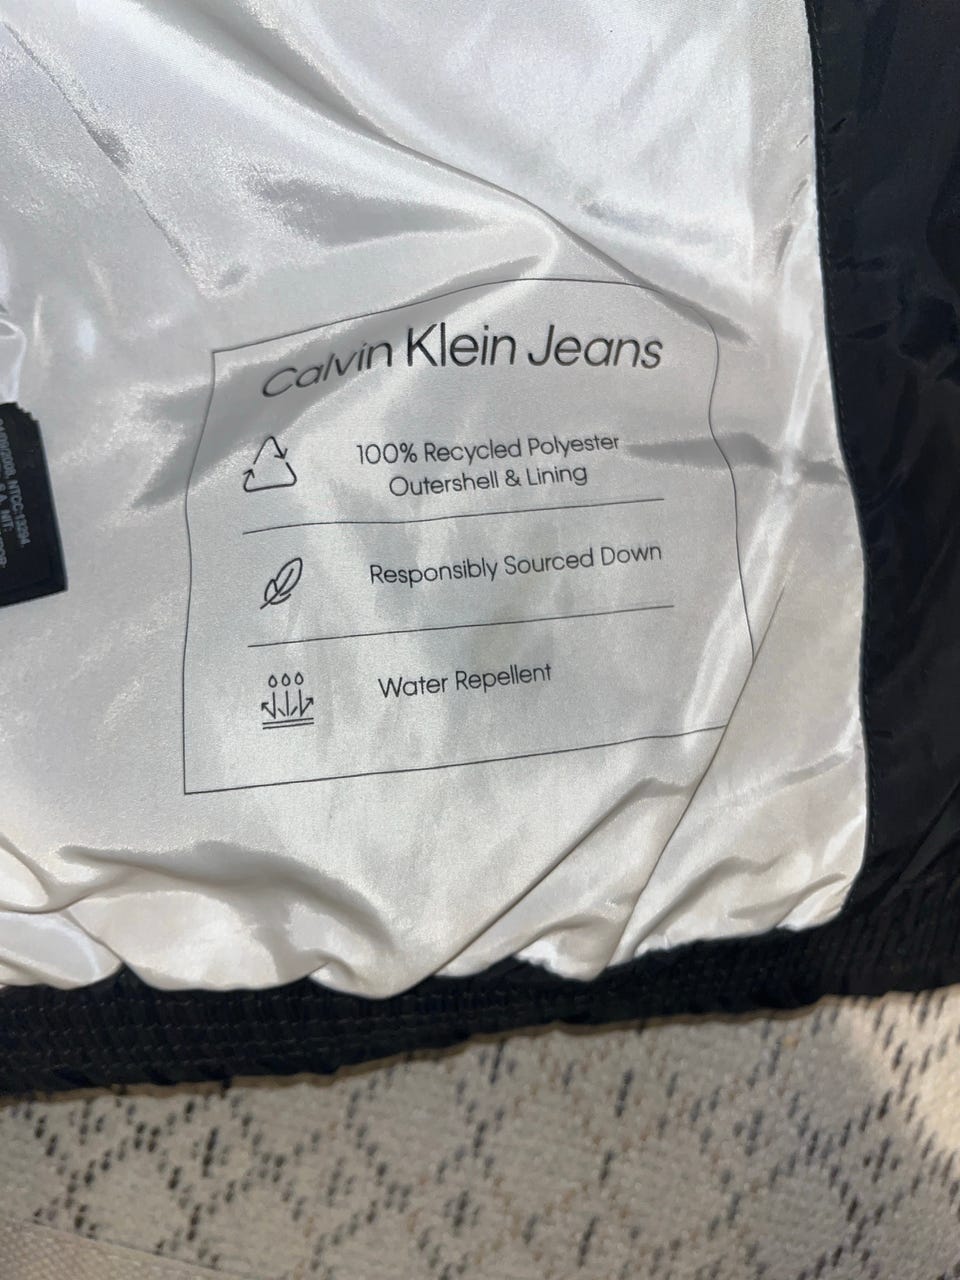 Calvin Klein Jeans
100% Recycled Polyester
Outershell & Lining
Responsibly Sourced Down
Water Repellent